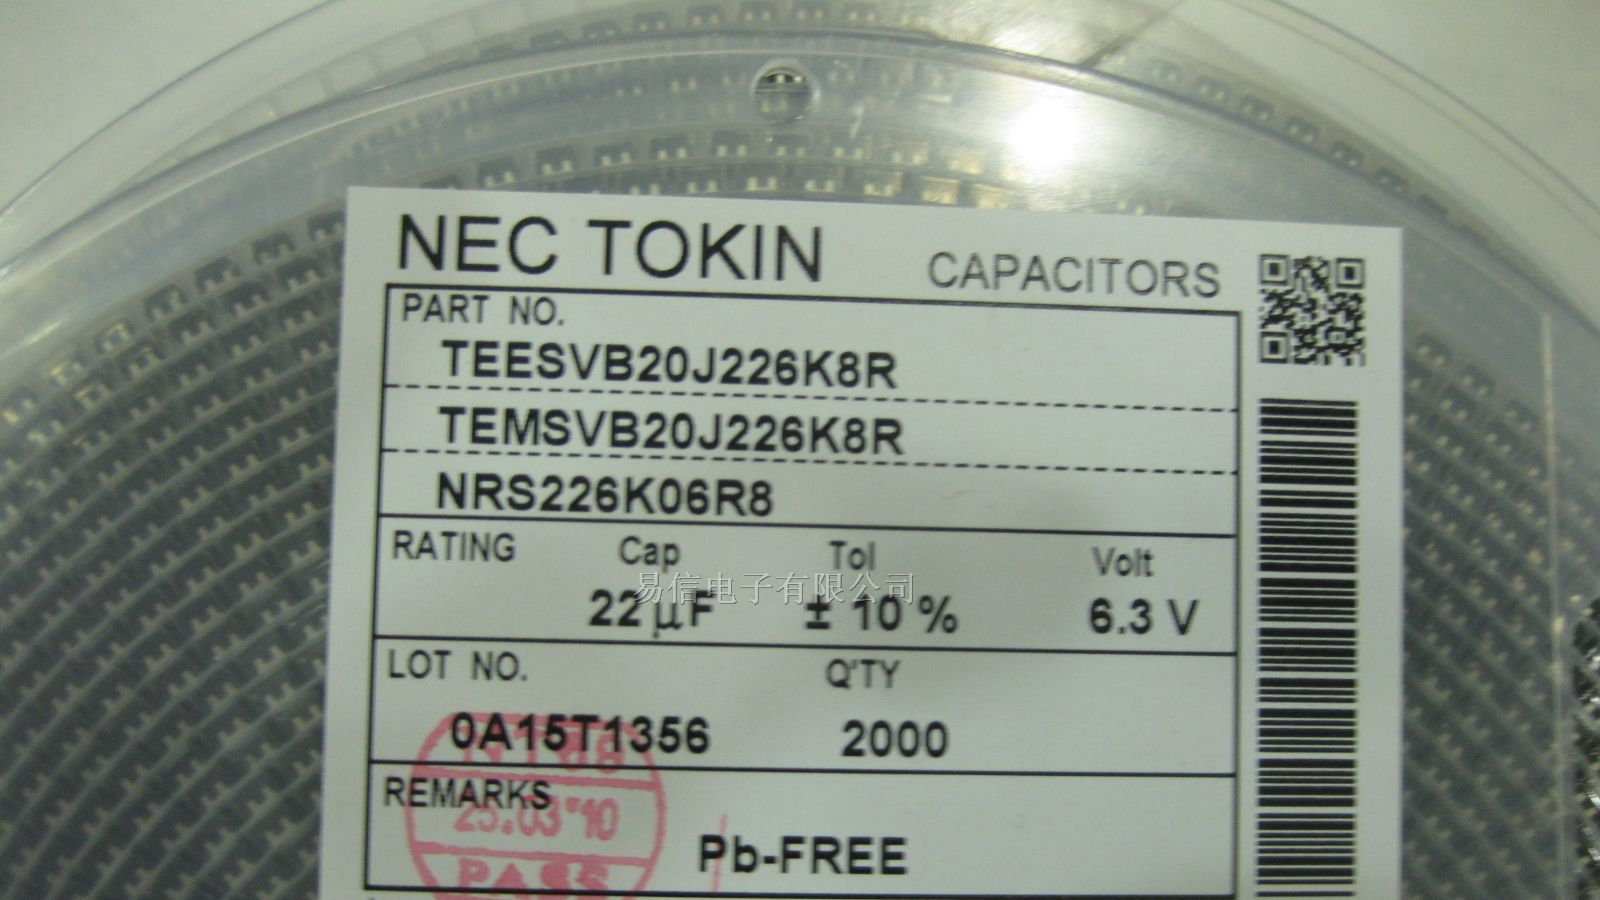 NEC TOKIN CAPACITORS
PART NO.
TEESVB20J226K8R
TEMSVB20J226K8R
NRS226K06R8
RATING Cap Tol Volt
易信电子有限公司
22 μF ± 10 % 6.3 V
LOT NO. Q'TY
0A15T1356 2000
REMARKS
25.03'10
Pb-FREE
PASS